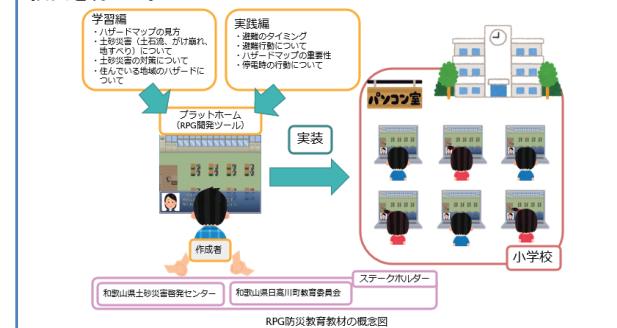 学習編
・ハザードマップの見方
・土砂災害（土石流、がけ崩れ、
地すべり）について
・土砂災害の対策について
・住んでいる地域のハザードに
ついて
実践編
・避難のタイミング
・避難行動について
・ハザードマップの重要性
・停電時の行動について
プラットホーム
（RPG開発ツール）
実装
パソコン室
作成者
小学校
ステークホルダー
和歌山県土砂災害啓発センター
和歌山県日高川町教育委員会
RPG防災教育教材の概念図